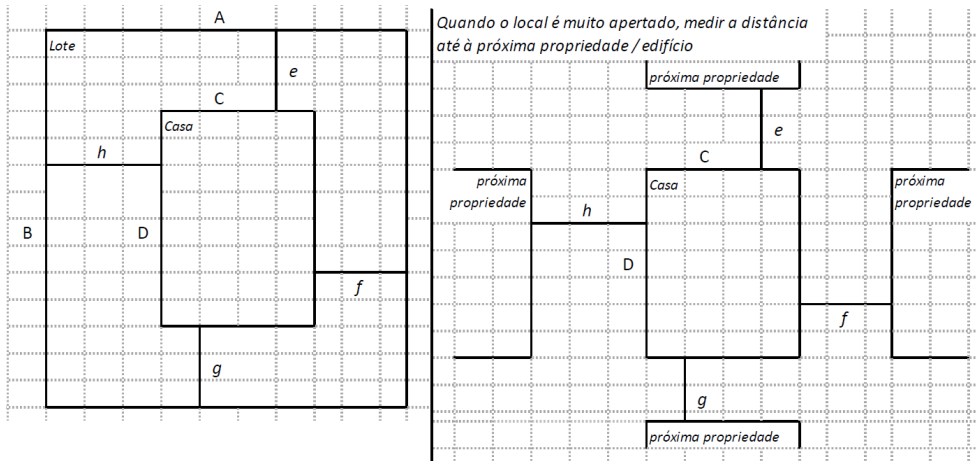 A
Lote
e
C
Casa
h
B
D
f
g
Quando o local é muito apertado, medir a distância
até à próxima propriedade / edifício
próxima propriedade
e
C
próxima
propriedade
Casa
próxima
propriedade
h
D
f
g
próxima propriedade